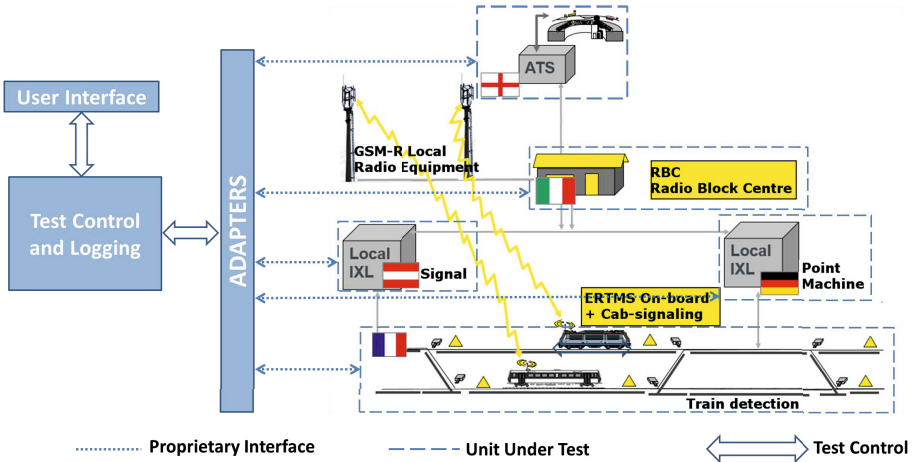 User Interface
Test Control
and Logging
ADAPTERS
ATS
GSM-R Local
Radio Equipment
RBC
Radio Block Centre
Local
IXL
Signal
Local
IXL
Point
Machine
ERTMS On-board
+ Cab-signaling
Train detection
Proprietary Interface
Unit Under Test
Test Control